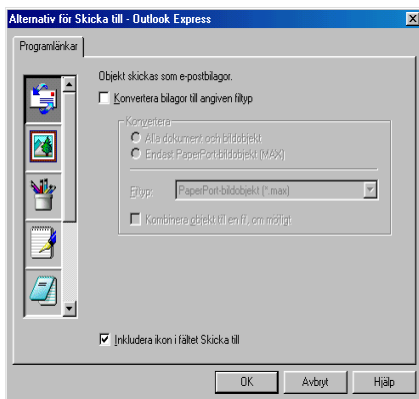 Alternativ för Skicka till - Outlook Express
Programlänkar
Objekt skickas som e-postbilagor.
Konvertera bilagor till angiven filtyp
Konvertera
Alla dokument och bildobjekt
Endast PaperPort-bildobjekt (MAX)
Filtyp: PaperPort-bildobjekt (*.max)
Kombinera objekt till en fil, om möjligt
Inkludera ikon i fältet Skicka till
OK Avbryt Hjälp